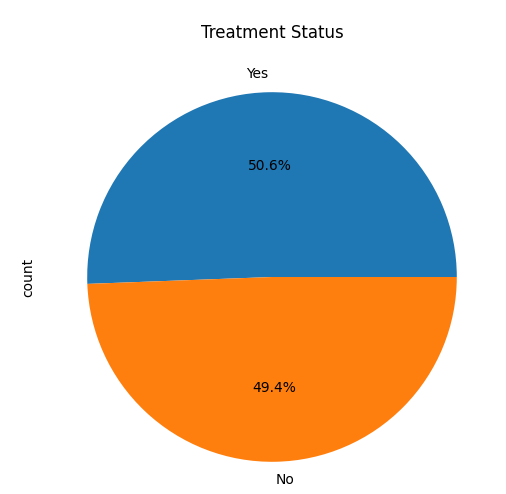 Treatment Status
Yes
50.6%
count
49.4%
No